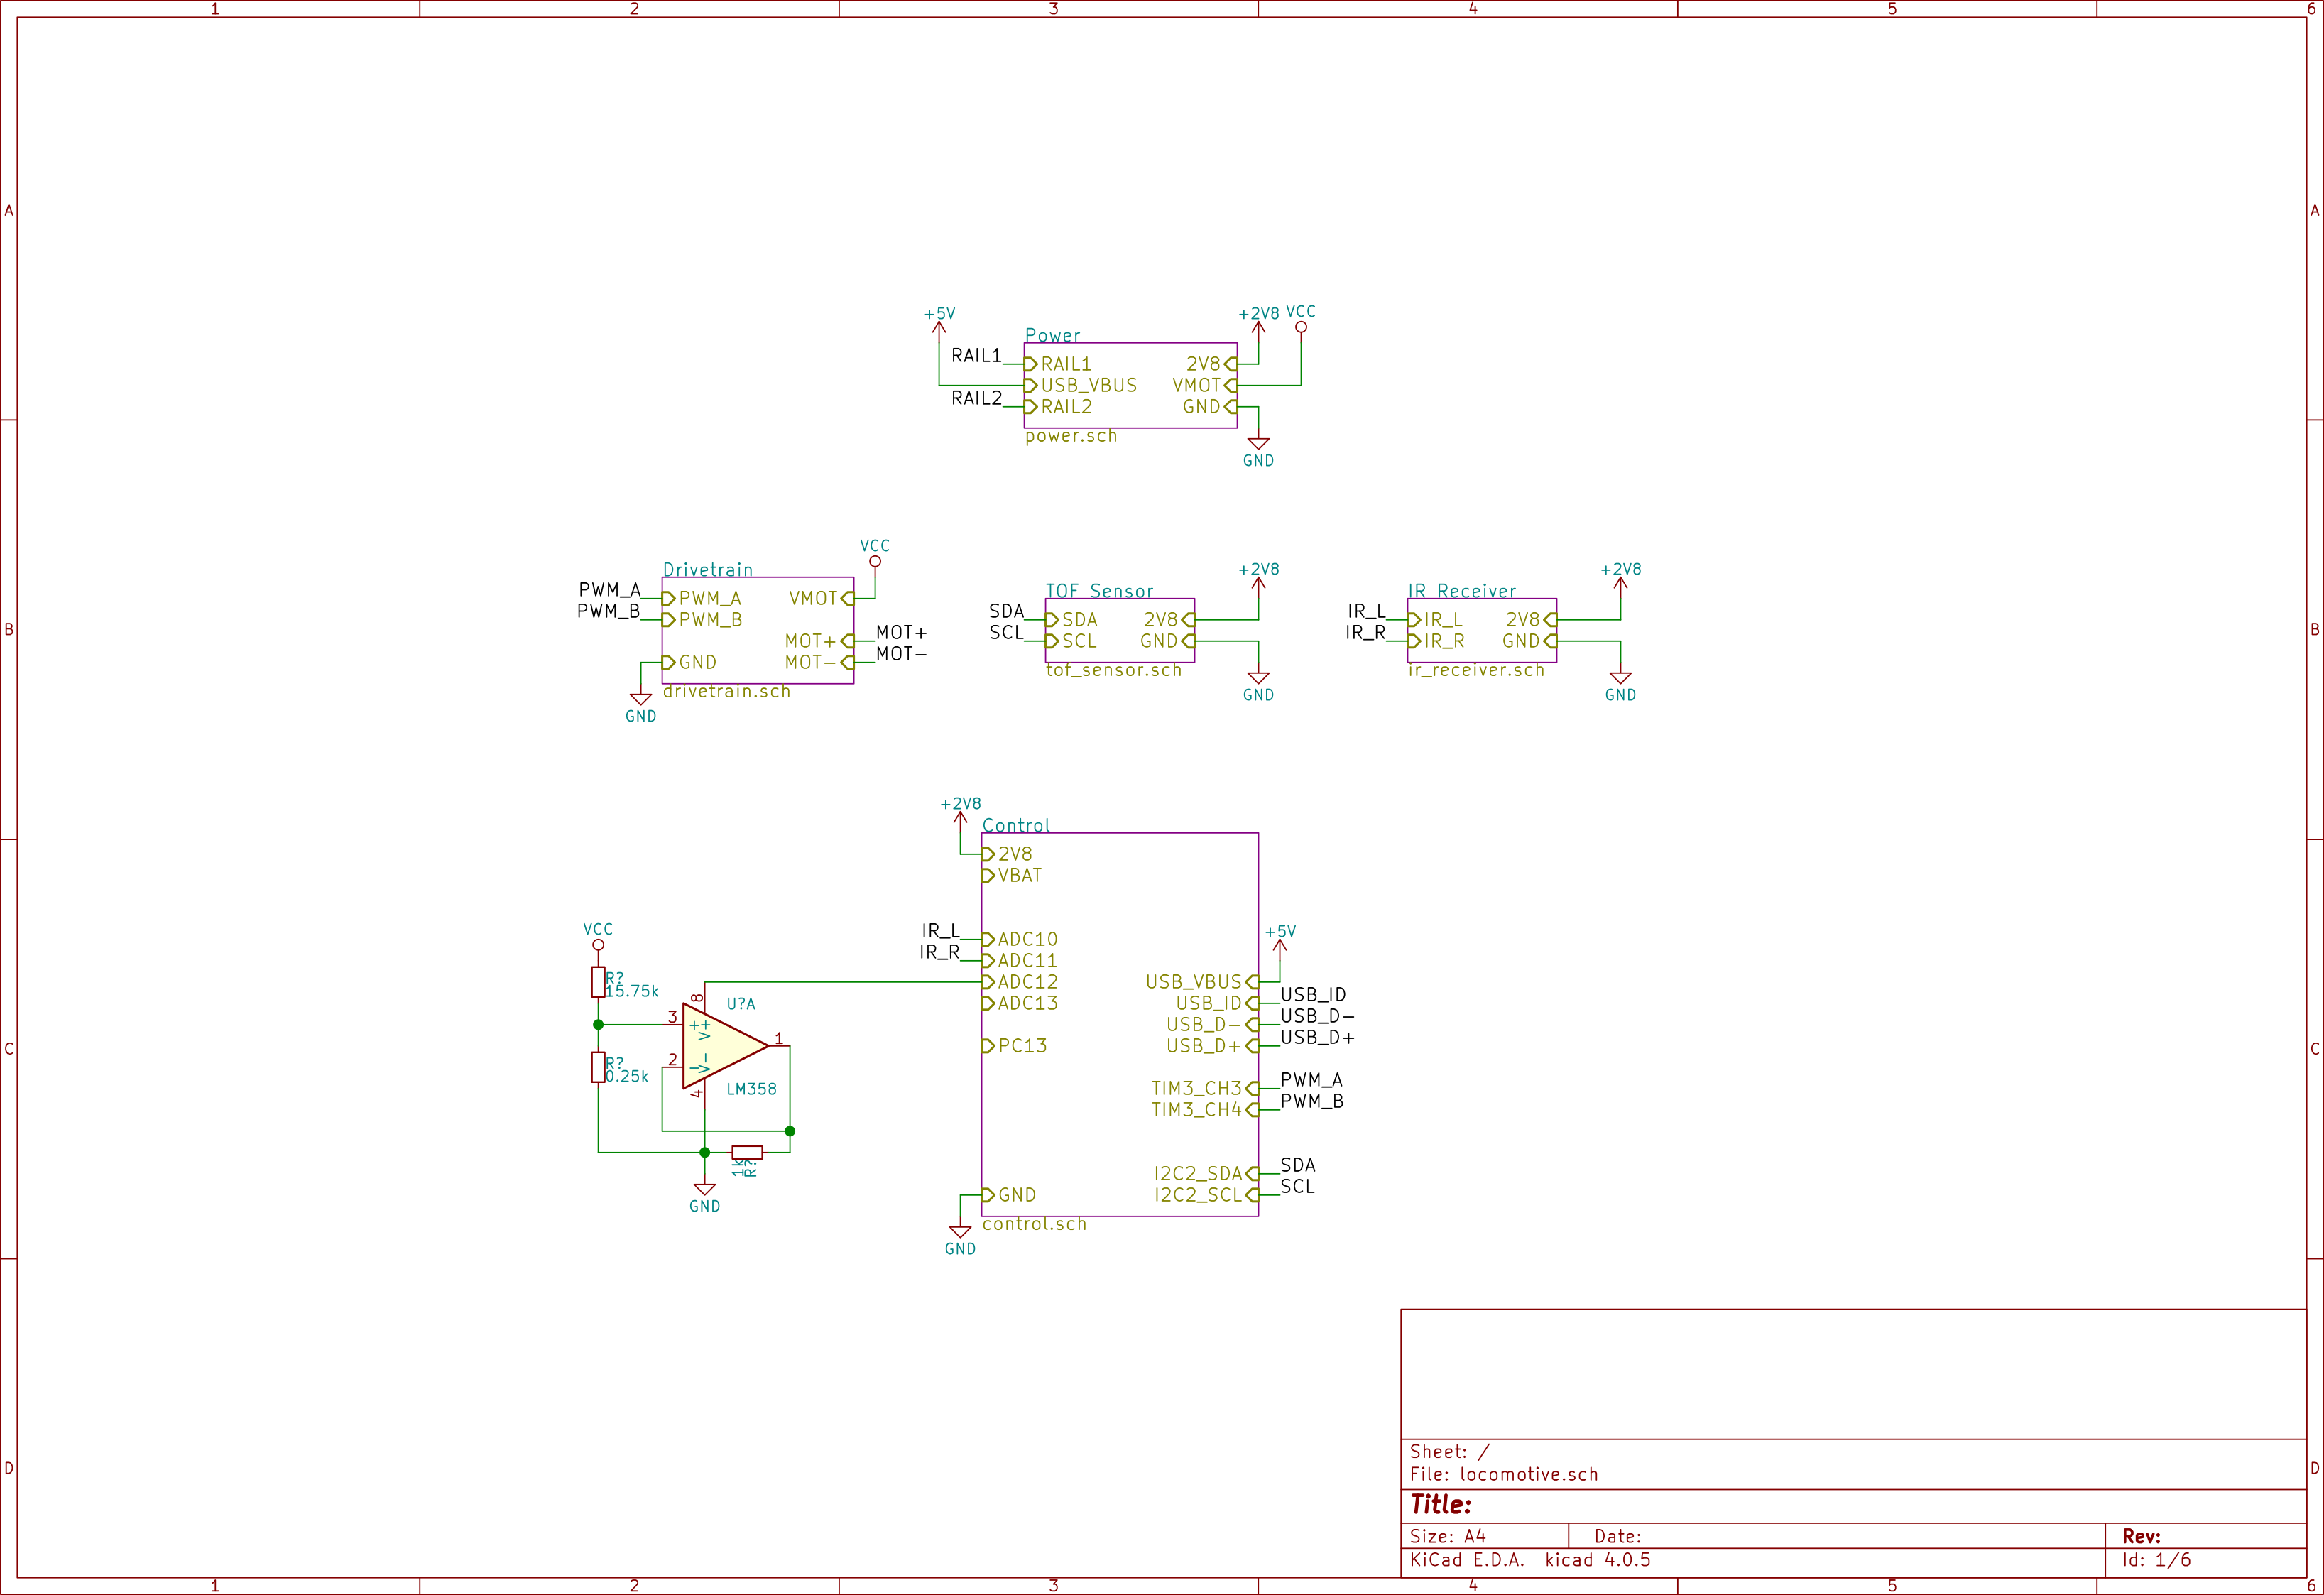 1 2 3 4 5 6
A A
+5V +2V8 VCC
Power
RAIL1 RAIL1 2V8
USB_VBUS VMOT
RAIL2 RAIL2 GND
power.sch
GND
VCC
Drivetrain
PWM_A PWM_A VMOT
PWM_B PWM_B
MOT+ MOT+
GND MOT- MOT-
drivetrain.sch
GND
+2V8
TOF Sensor
SDA SDA 2V8
SCL SCL GND
tof_sensor.sch
GND
+2V8
IR Receiver
IR_L IR_L 2V8
IR_R IR_R GND
ir_receiver.sch
GND
B B
+2V8
Control
2V8
VBAT
IR_L ADC10
IR_R ADC11
ADC12
ADC13
PC13
GND
+5V
USB_VBUS
USB_ID USB_ID
USB_D- USB_D-
USB_D+ USB_D+
TIM3_CH3 PWM_A
TIM3_CH4 PWM_B
I2C2_SDA SDA
I2C2_SCL SCL
control.sch
GND
VCC
R?
15.75k
R?
0.25k
8
U?A
3 + V+
1
2 - V-
4
LM358
1k
R?
GND
C C
Sheet: /
File: locomotive.sch
Title:
Size: A4 Date: Rev:
KiCad E.D.A. kicad 4.0.5 Id: 1/6
D D
1 2 3 4 5 6